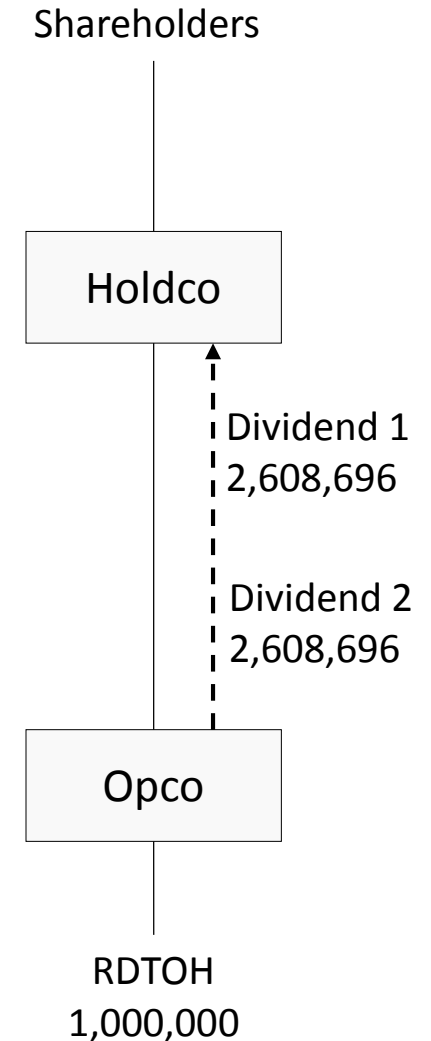 Shareholders
Holdco
Dividend 1
2,608,696
Dividend 2
2,608,696
Opco
RDTOH
1,000,000